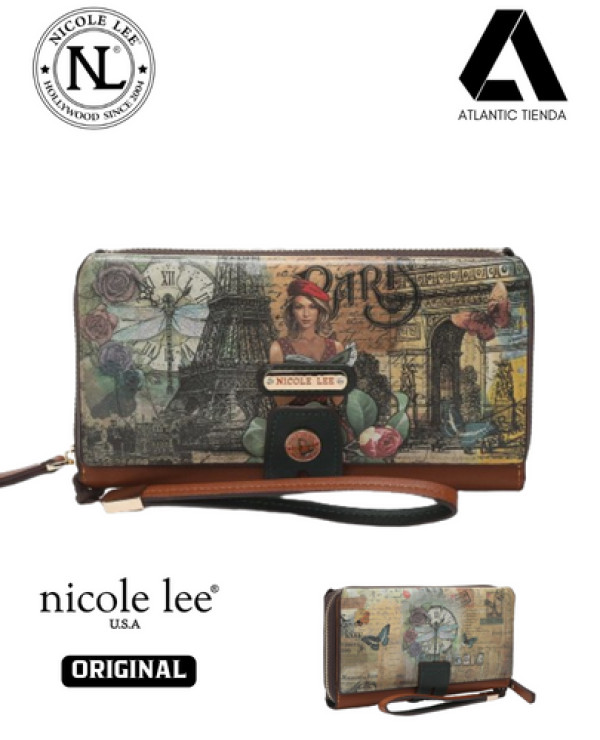 NICOLE LEE®
NL
HOLLYWOOD SINCE 2004
ATLANTIC TIENDA
XII
PARIS
NICOLE LEE
nicole lee®
U.S.A
ORIGINAL